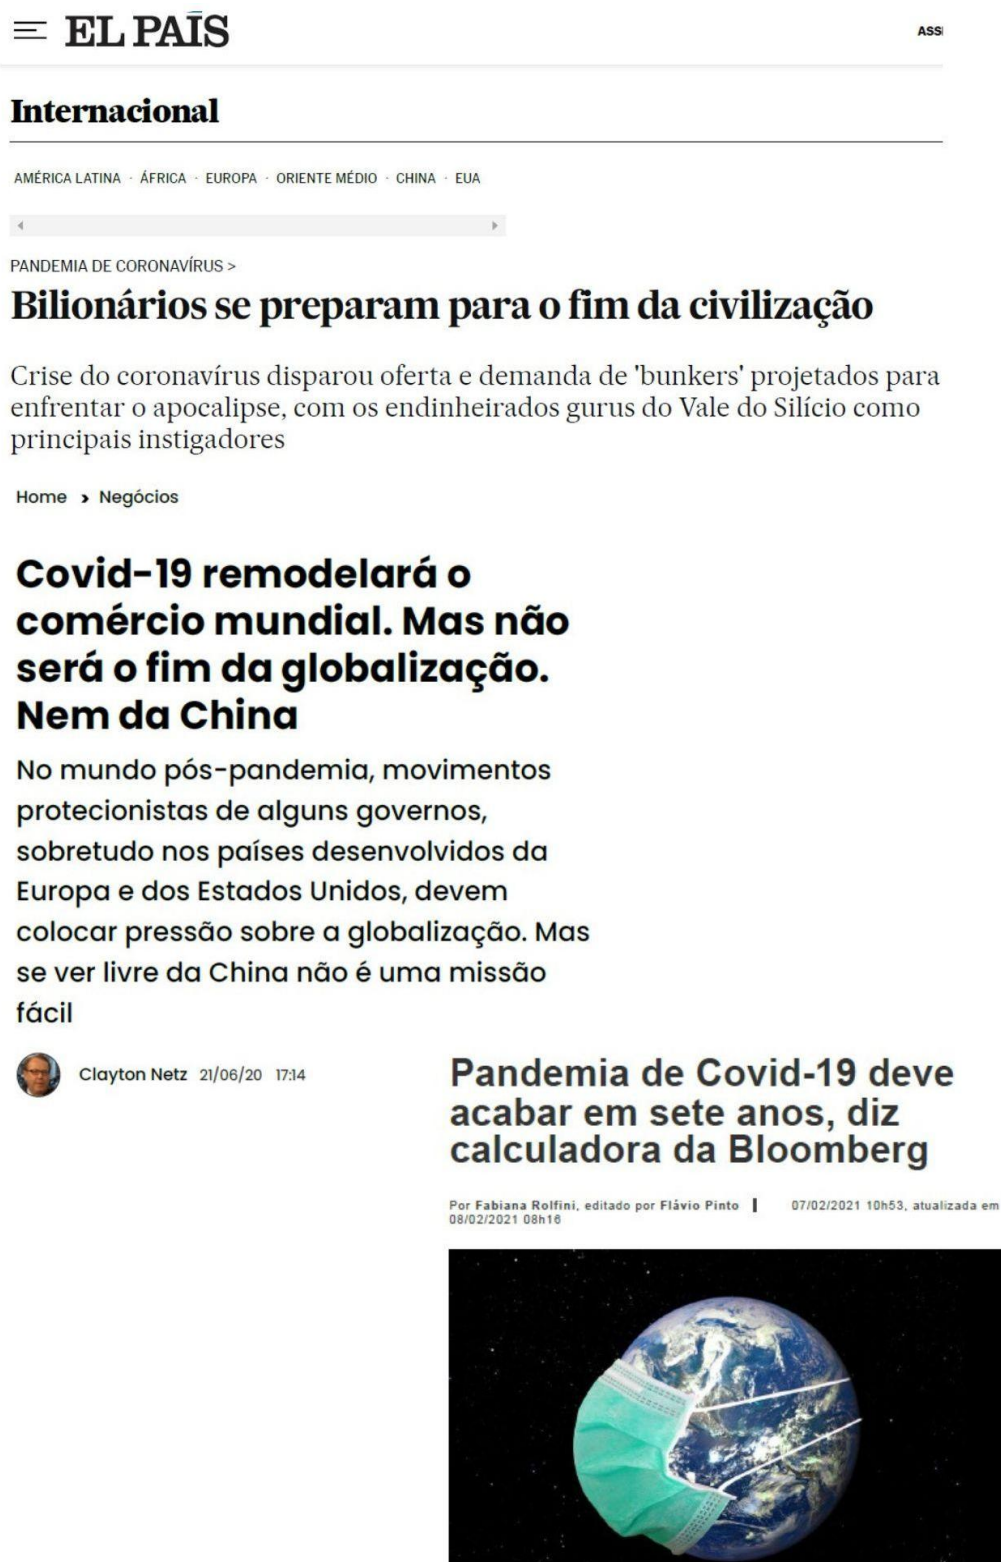 EL PAÍS
Internacional
AMÉRICA LATINA · ÁFRICA · EUROPA · ORIENTE MÉDIO · CHINA · EUA
PANDEMIA DE CORONAVÍRUS >
Bilionários se preparam para o fim da civilização
Crise do coronavírus disparou oferta e demanda de 'bunkers' projetados para
enfrentar o apocalipse, com os endinheirados gurus do Vale do Silício como
principais instigadores
Home > Negócios
Covid-19 remodelará o
comércio mundial. Mas não
será o fim da globalização.
Nem da China
No mundo pós-pandemia, movimentos
protecionistas de alguns governos,
sobretudo nos países desenvolvidos da
Europa e dos Estados Unidos, devem
colocar pressão sobre a globalização. Mas
se ver livre da China não é uma missão
fácil
Clayton Netz 21/06/20 17:14
Pandemia de Covid-19 deve
acabar em sete anos, diz
calculadora da Bloomberg
Por Fabiana Rolfini, editado por Flávio Pinto | 07/02/2021 10h53, atualizada em
08/02/2021 08h16